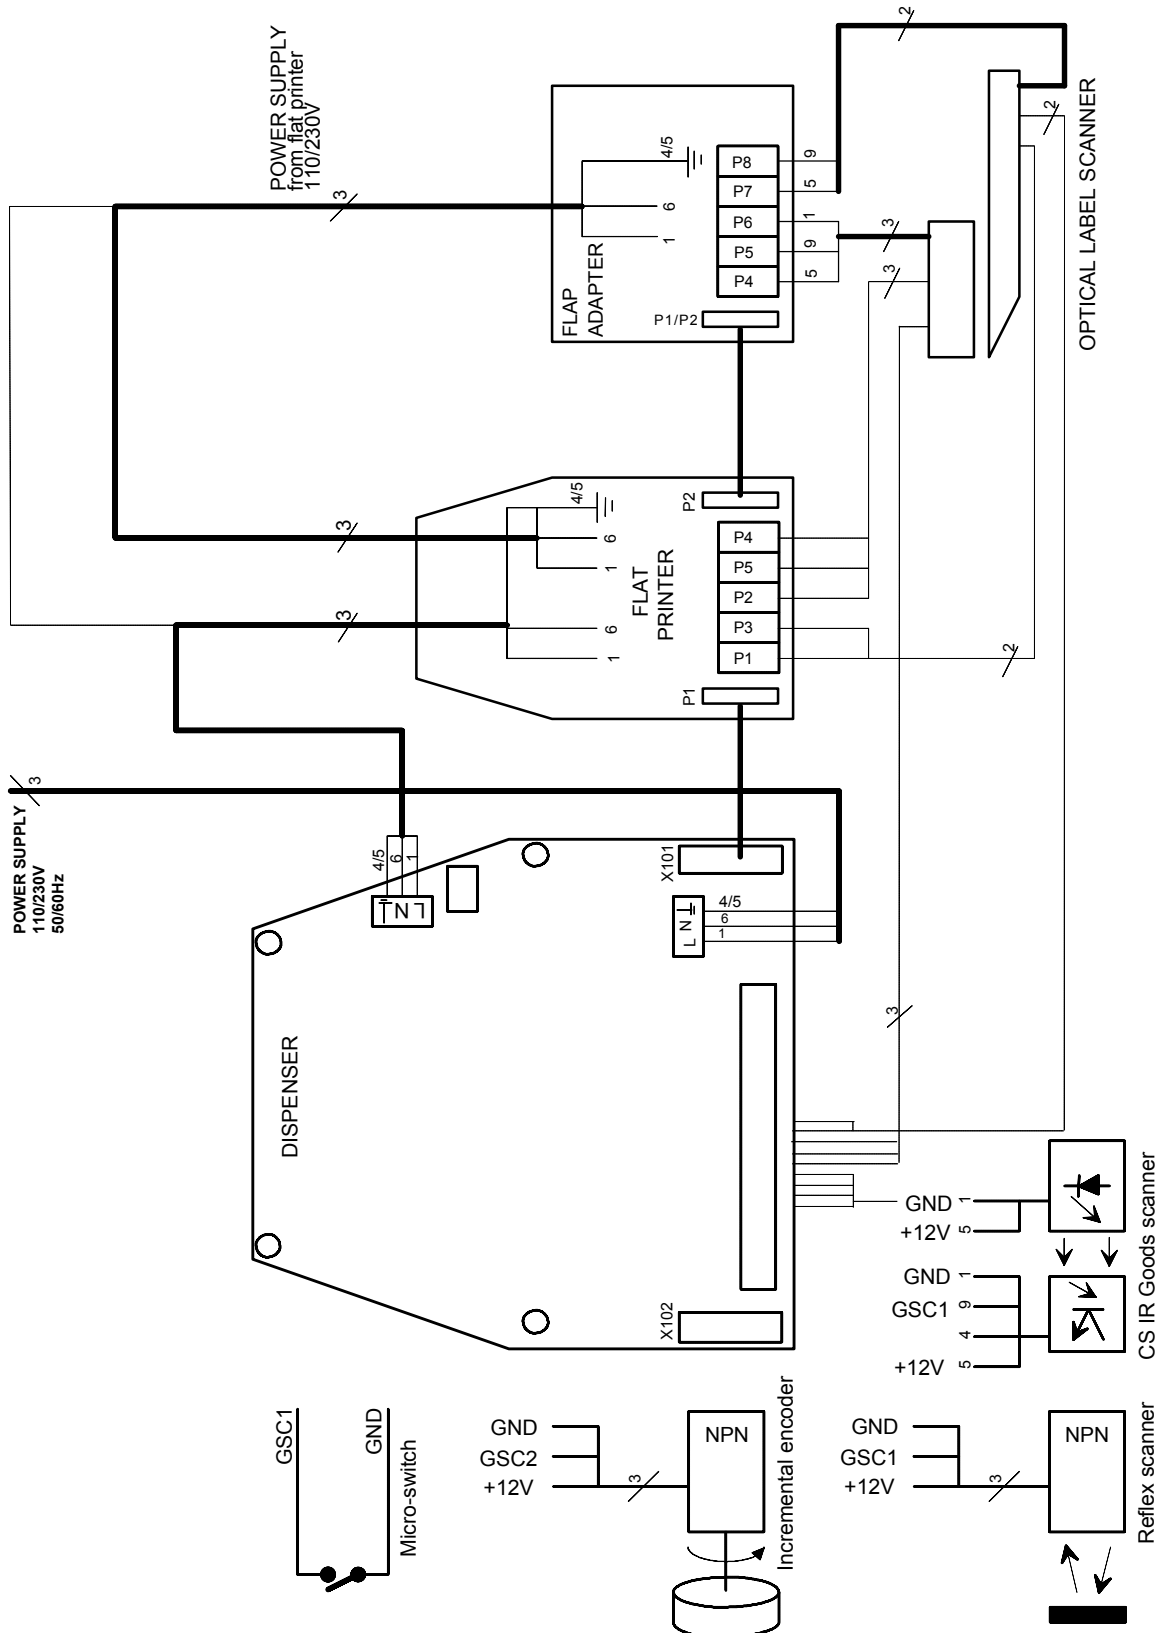 2
POWER SUPPLY
from flat printer
110/230V
3
4/5
6
1
FLAP
ADAPTER
P8
P7
P6
P5
P4
P1/P2
9
5
1
9
5
3
3
2
OPTICAL LABEL SCANNER
3
3
4/5
6
1
6
1
FLAT
PRINTER
P2
P4
P5
P2
P3
P1
P1
2
3
POWER SUPPLY
110/230V
50/60Hz
4/5
6
1
L N
X101
4/5
6
1
L N
DISPENSER
3
X102
GND 1
+12V 5
GND 1
GSC1 9
4
+12V 5
CS IR Goods scanner
GSC1
GND
Micro-switch
GND
GSC2
+12V
3
NPN
Incremental encoder
GND
GSC1
+12V
3
NPN
Reflex scanner